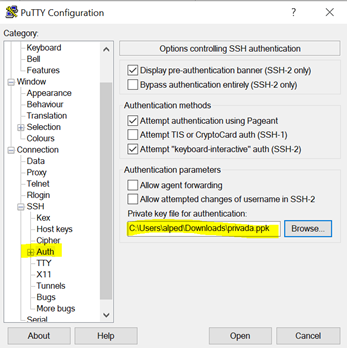 PuTTY Configuration
Category:
Keyboard
Bell
Features
Window
Appearance
Behaviour
Translation
Selection
Colours
Connection
Data
Proxy
Telnet
Rlogin
SSH
Kex
Host keys
Cipher
Auth
TTY
X11
Tunnels
Bugs
More bugs
Serial
Options controlling SSH authentication
Display pre-authentication banner (SSH-2 only)
Bypass authentication entirely (SSH-2 only)
Authentication methods
Attempt authentication using Pageant
Attempt TIS or CryptoCard auth (SSH-1)
Attempt "keyboard-interactive" auth (SSH-2)
Authentication parameters
Allow agent forwarding
Allow attempted changes of username in SSH-2
Private key file for authentication:
C:\Users\alped\Downloads\privada.ppk
Browse...
About
Help
Open
Cancel